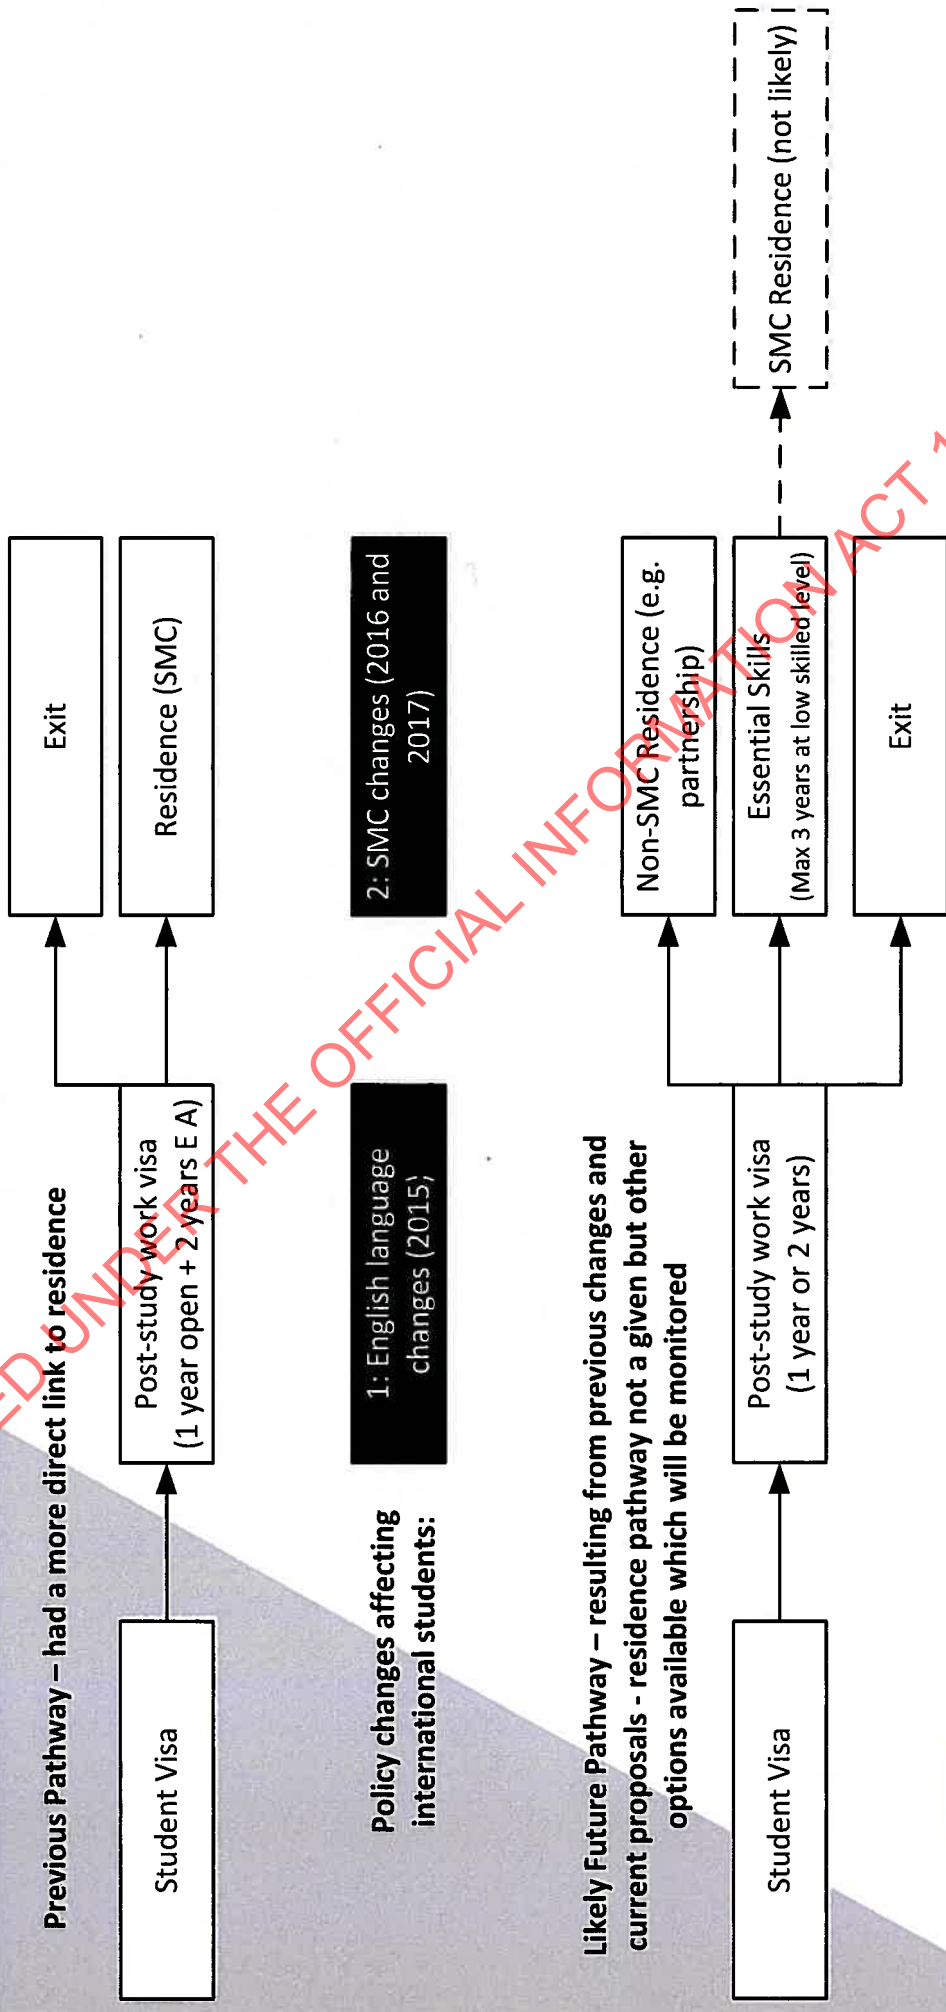 Previous Pathway – had a more direct link to residence
Student Visa
Post-study work visa
(1 year open + 2 years E A)
Exit
Residence (SMC)
Policy changes affecting
international students:
1: English language
changes (2015)
2: SMC changes (2016 and
2017)
Likely Future Pathway – resulting from previous changes and
current proposals - residence pathway not a given but other
options available which will be monitored
Student Visa
Post-study work visa
(1 year or 2 years)
Non-SMC Residence (e.g.
partnership)
Essential Skills
(Max 3 years at low skilled level)
Exit
SMC Residence (not likely)
UNDER THE OFFICIAL INFORMATION ACT